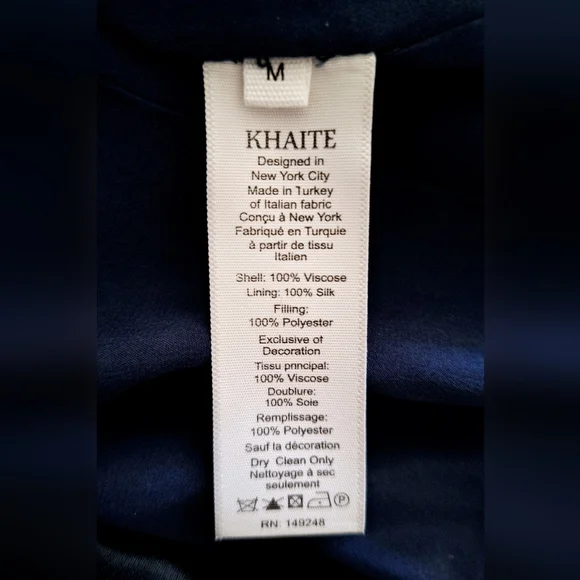 M
KHAITE
Designed in
New York City
Made in Turkey
of Italian fabric
Conçu à New York
Fabriqué en Turquie
à partir de tissu
Italien
Shell: 100% Viscose
Lining: 100% Silk
Filling:
100% Polyester
Exclusive of
Decoration
Tissu principal:
100% Viscose
Doublure:
100% Soie
Remplissage:
100% Polyester
Sauf la décoration
Dry Clean Only
Nettoyage à sec
seulement
P
RN: 149248